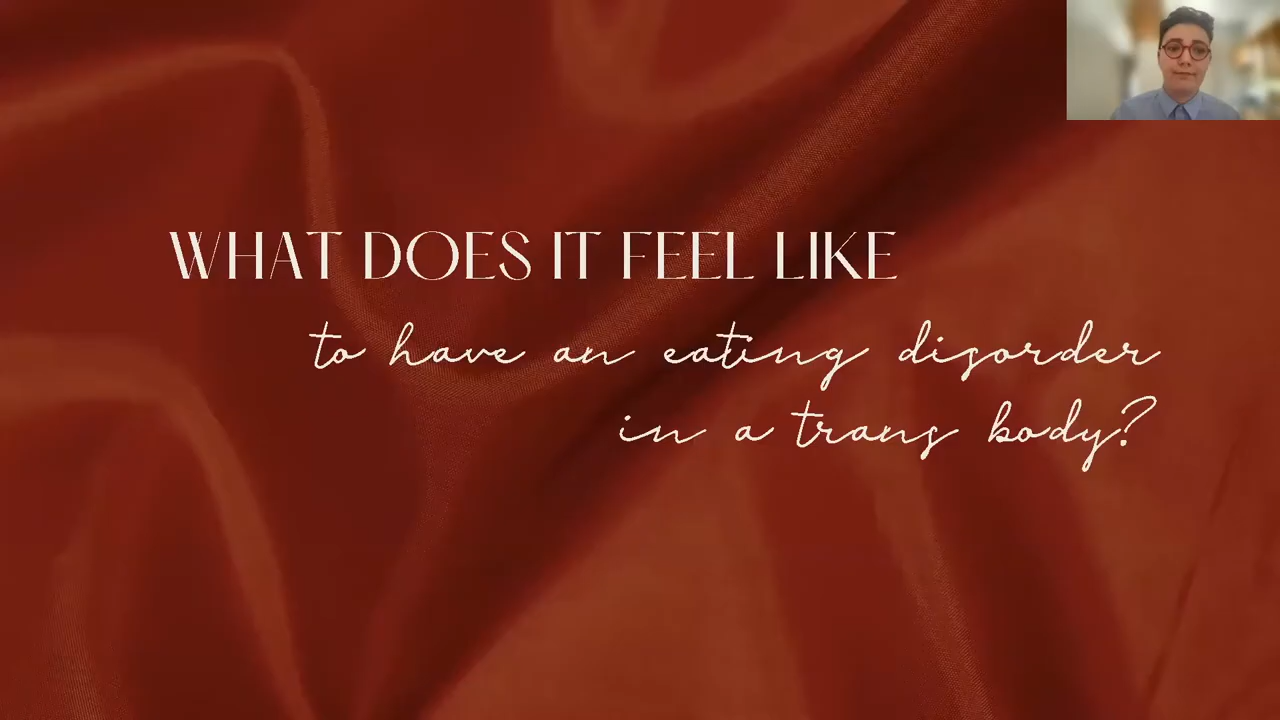 WHAT DOES IT FEEL LIKE
to have an eating disorder
in a trans body?